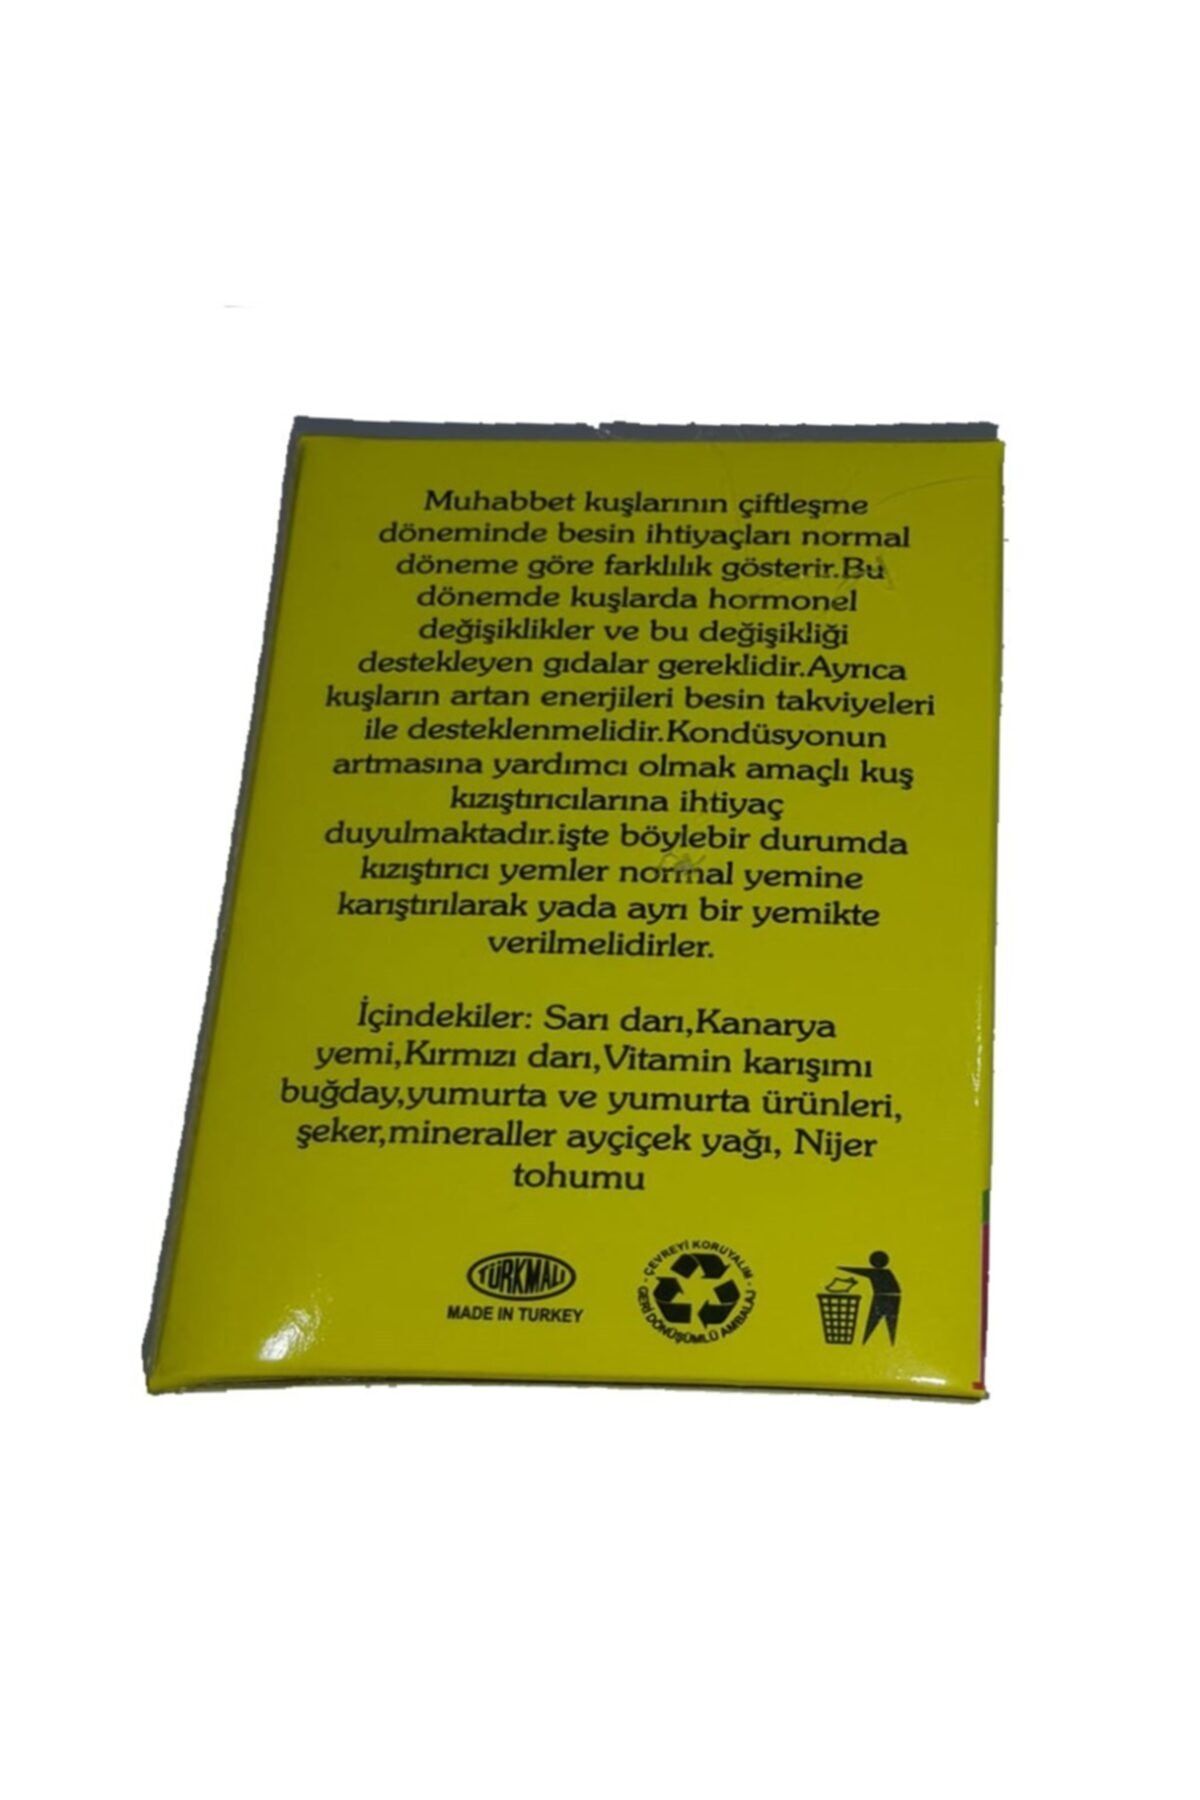 Muhabbet kuşlarının çiftleşme
döneminde besin ihtiyaçları normal
döneme göre farklılık gösterir.Bu
dönemde kuşlarda hormonel
değişiklikler ve bu değişikliği
destekleyen gıdalar gereklidir.Ayrıca
kuşların artan enerjileri besin takviyeleri
ile desteklenmelidir.Kondüsyonun
artmasına yardımcı olmak amaçlı kuş
kızıştırıcılarına ihtiyaç
duyulmaktadır.işte böylebir durumda
kızıştırıcı yemler normal yemine
karıştırılarak yada ayrı bir yemikte
verilmelidirler.
İçindekiler: Sarı darı,Kanarya
yemi,Kırmızı darı,Vitamin karışımı
buğday,yumurta ve yumurta ürünleri,
şeker,mineraller ayçiçek yağı, Nijer
tohumu
TÜRKMALI
MADE IN TURKEY
ÇEVREYİ KORUYALIM
GERİ DÖNÜŞÜMLÜ AMBALAJ